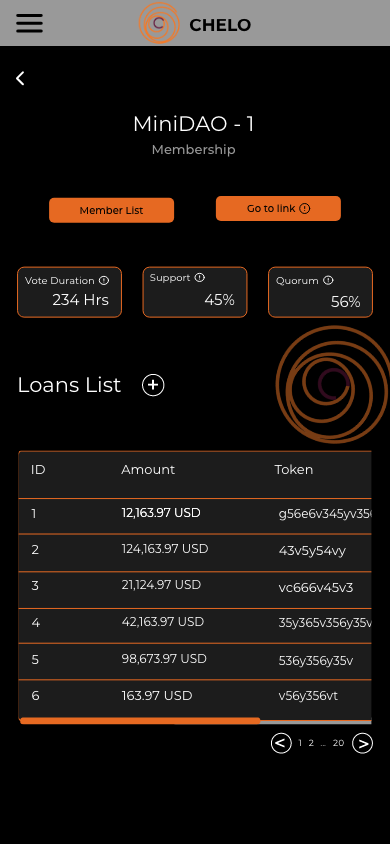 CHELO
MiniDAO - 1
Membership
Member List
Go to link
Vote Duration
234 Hrs
Support
45%
Quorum
56%
Loans List
ID Amount Token
1 12,163.97 USD g56e6v345yv356
2 124,163.97 USD 43v5y54vy
3 21,124.97 USD vc666v45v3
4 42,163.97 USD 35y365v356y35v
5 98,673.97 USD 536y356y35v
6 163.97 USD v56y356vt
< 1 2 ... 20 >